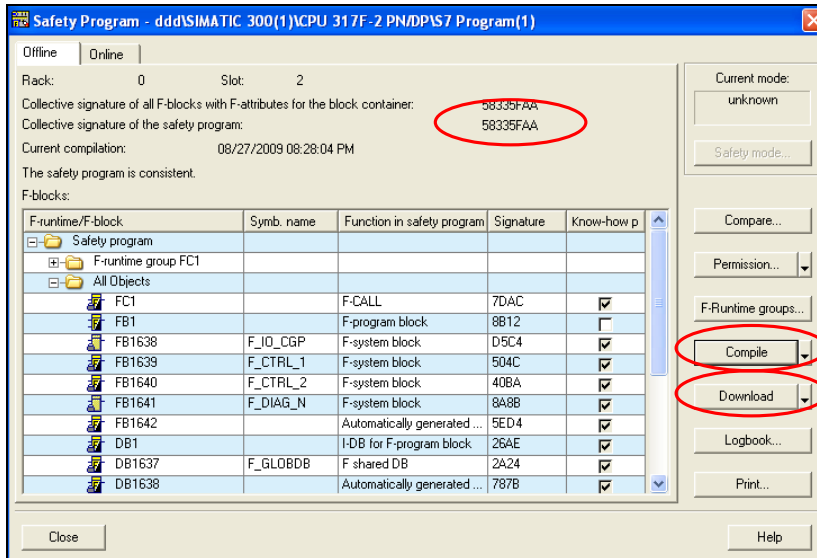 Safety Program - ddd\SIMATIC 300(1)\CPU 317F-2 PN/DP\S7 Program(1)
Offline Online
Rack: 0 Slot: 2
Collective signature of all F-blocks with F-attributes for the block container: 58335FAA
Collective signature of the safety program: 58335FAA
Current compilation: 08/27/2009 08:28:04 PM
The safety program is consistent.
F-blocks:
F-runtime/F-block Symb. name Function in safety program Signature Know-how p
Safety program
F-runtime group FC1
All Objects
FC1 F-CALL 7DAC
FB1 F-program block 8B12
FB1638 F_IO_CGP F-system block D5C4
FB1639 F_CTRL_1 F-system block 504C
FB1640 F_CTRL_2 F-system block 40BA
FB1641 F_DIAG_N F-system block 8A8B
FB1642 Automatically generated ... 5ED4
DB1 I-DB for F-program block 26AE
DB1637 F_GLOBDB F shared DB 2A24
DB1638 Automatically generated ... 787B
Current mode:
unknown
Safety mode...
Compare...
Permission...
F-Runtime groups...
Compile
Download
Logbook...
Print...
Close Help